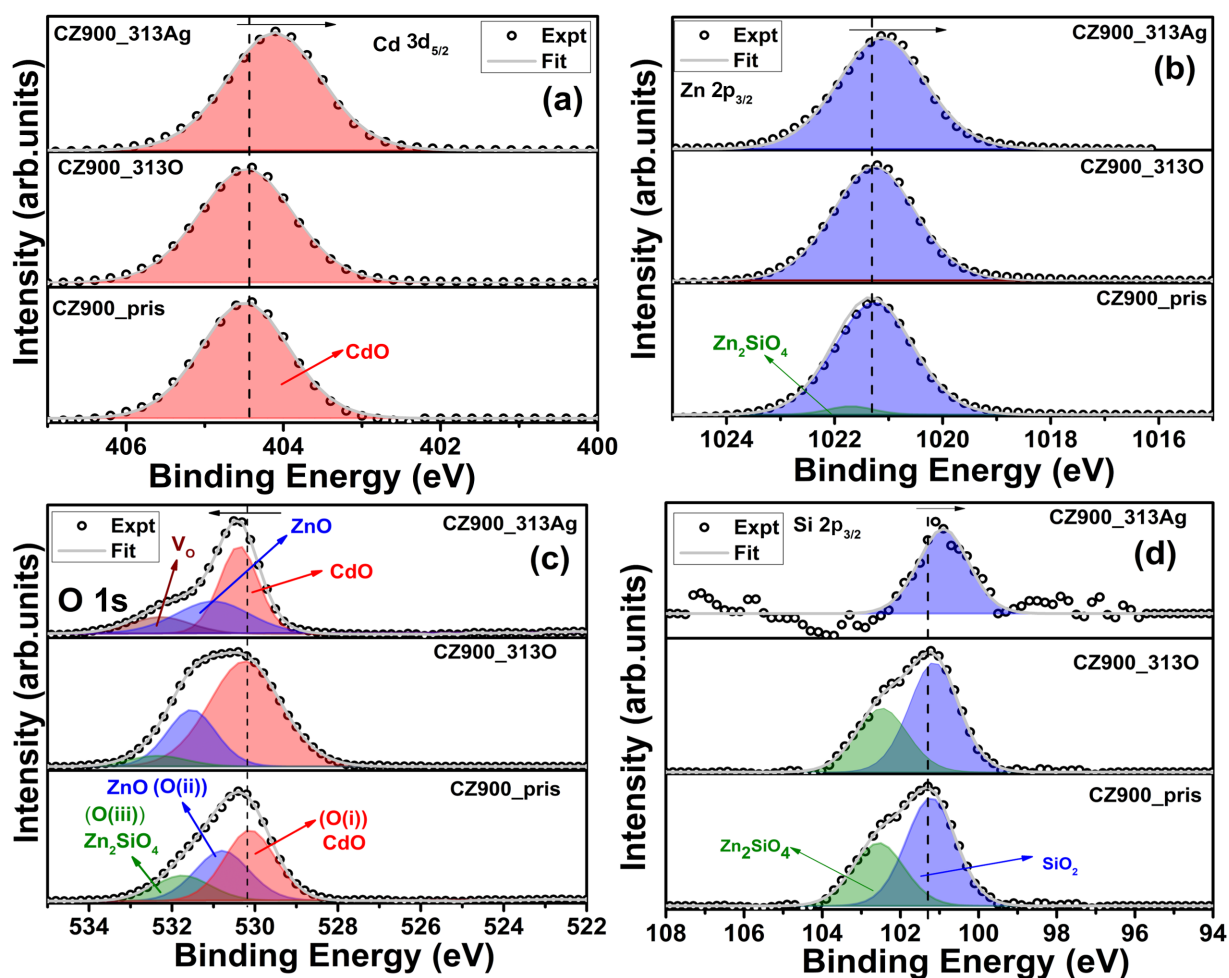 CZ900_313Ag
Cd 3d5/2
Expt
Fit
(a)
CZ900_313O
CZ900_pris
CdO
Intensity (arb.units)
406 404 402 400
Binding Energy (eV)
Expt
Fit
CZ900_313Ag
(b)
Zn 2p3/2
CZ900_313O
CZ900_pris
Zn2SiO4
Intensity (arb.units)
1024 1022 1020 1018 1016
Binding Energy (eV)
Expt
Fit
ZnO
CZ900_313Ag
VO
(c)
CdO
O 1s
CZ900_313O
CZ900_pris
ZnO (O(ii))
(O(iii))
Zn2SiO4
(O(i))
CdO
Intensity (arb.units)
534 532 530 528 526 524 522
Binding Energy (eV)
Expt
Fit
Si 2p3/2
CZ900_313Ag
(d)
CZ900_313O
CZ900_pris
Zn2SiO4
SiO2
Intensity (arb.units)
108 106 104 102 100 98 96 94
Binding Energy (eV)